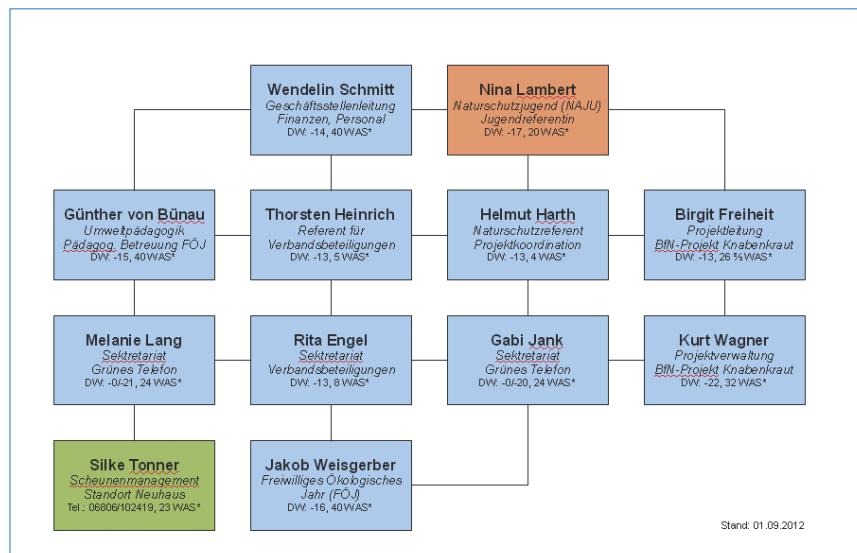 Wendelin Schmitt
Geschäftsstellenleitung
Finanzen, Personal
DW: -14, 40 WAS*
Nina Lambert
Naturschutzjugend (NAJU)
Jugendreferentin
DW: -17, 20 WAS*
Günther von Bünau
Umweltpädagogik
Pädagog. Betreuung FÖJ
DW: -15, 40 WAS*
Thorsten Heinrich
Referent für
Verbandsbeteiligungen
DW: -13, 5 WAS*
Helmut Harth
Naturschutzreferent
Projektkoordination
DW: -13, 4 WAS*
Birgit Freiheit
Projektleitung
BfN-Projekt Knabenkraut
DW: -13, 26 ⅔ WAS*
Melanie Lang
Sektretariat
Grünes Telefon
DW: -0/-21, 24 WAS*
Rita Engel
Sektretariat
Verbandsbeteiligungen
DW: -13, 8 WAS*
Gabi Jank
Sektretariat
Grünes Telefon
DW: -0/-20, 24 WAS*
Kurt Wagner
Projektverwaltung
BfN-Projekt Knabenkraut
DW: -22, 32 WAS*
Silke Tonner
Scheunenmanagement
Standort Neuhaus
Tel.: 06806/102419, 23 WAS*
Jakob Weisgerber
Freiwilliges Ökologisches
Jahr (FÖJ)
DW: -16, 40 WAS*
Stand: 01.09.2012